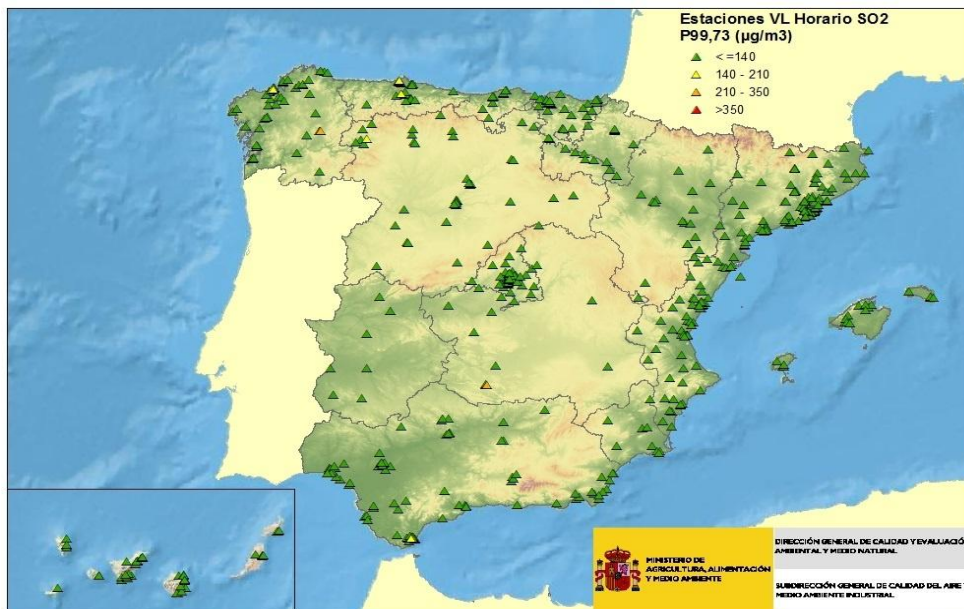 Estaciones VL Horario SO2
P99,73 (µg/m3)
<=140
140 - 210
210 - 350
>350
MINISTERIO DE
AGRICULTURA, ALIMENTACIÓN
Y MEDIO AMBIENTE
DIRECCIÓN GENERAL DE CALIDAD Y EVALUACIÓ
AMBIENTAL Y MEDIO NATURAL
SUBDIRECCIÓN GENERAL DE CALIDAD DEL AIRE Y
MEDIO AMBIENTE INDUSTRIAL